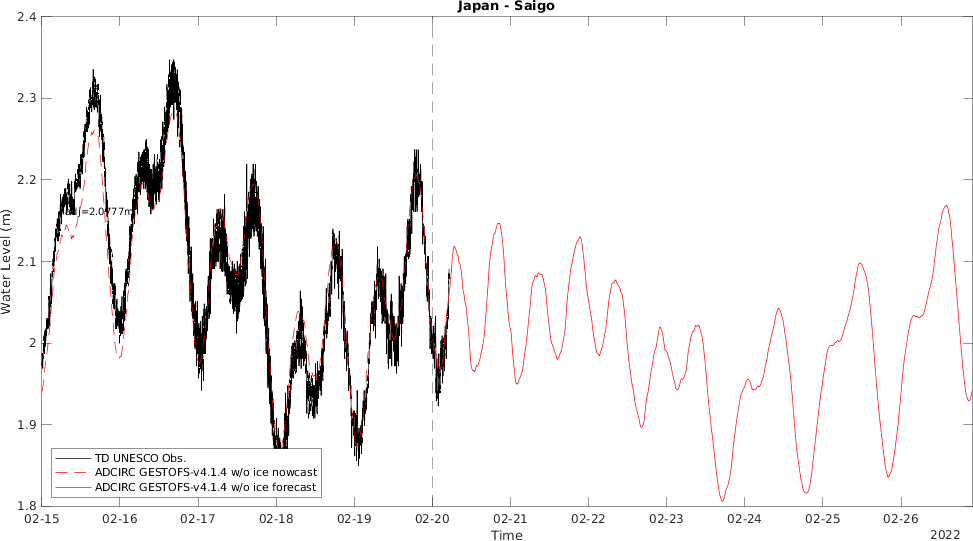 Japan - Saigo
2.4
2.3
2.2
2.1
2
1.9
1.8
Water Level (m)
=2.0777m
TD UNESCO Obs.
ADCIRC GESTOFS-v4.1.4 w/o ice nowcast
ADCIRC GESTOFS-v4.1.4 w/o ice forecast
02-15 02-16 02-17 02-18 02-19 02-20 02-21 02-22 02-23 02-24 02-25 02-26
Time
2022